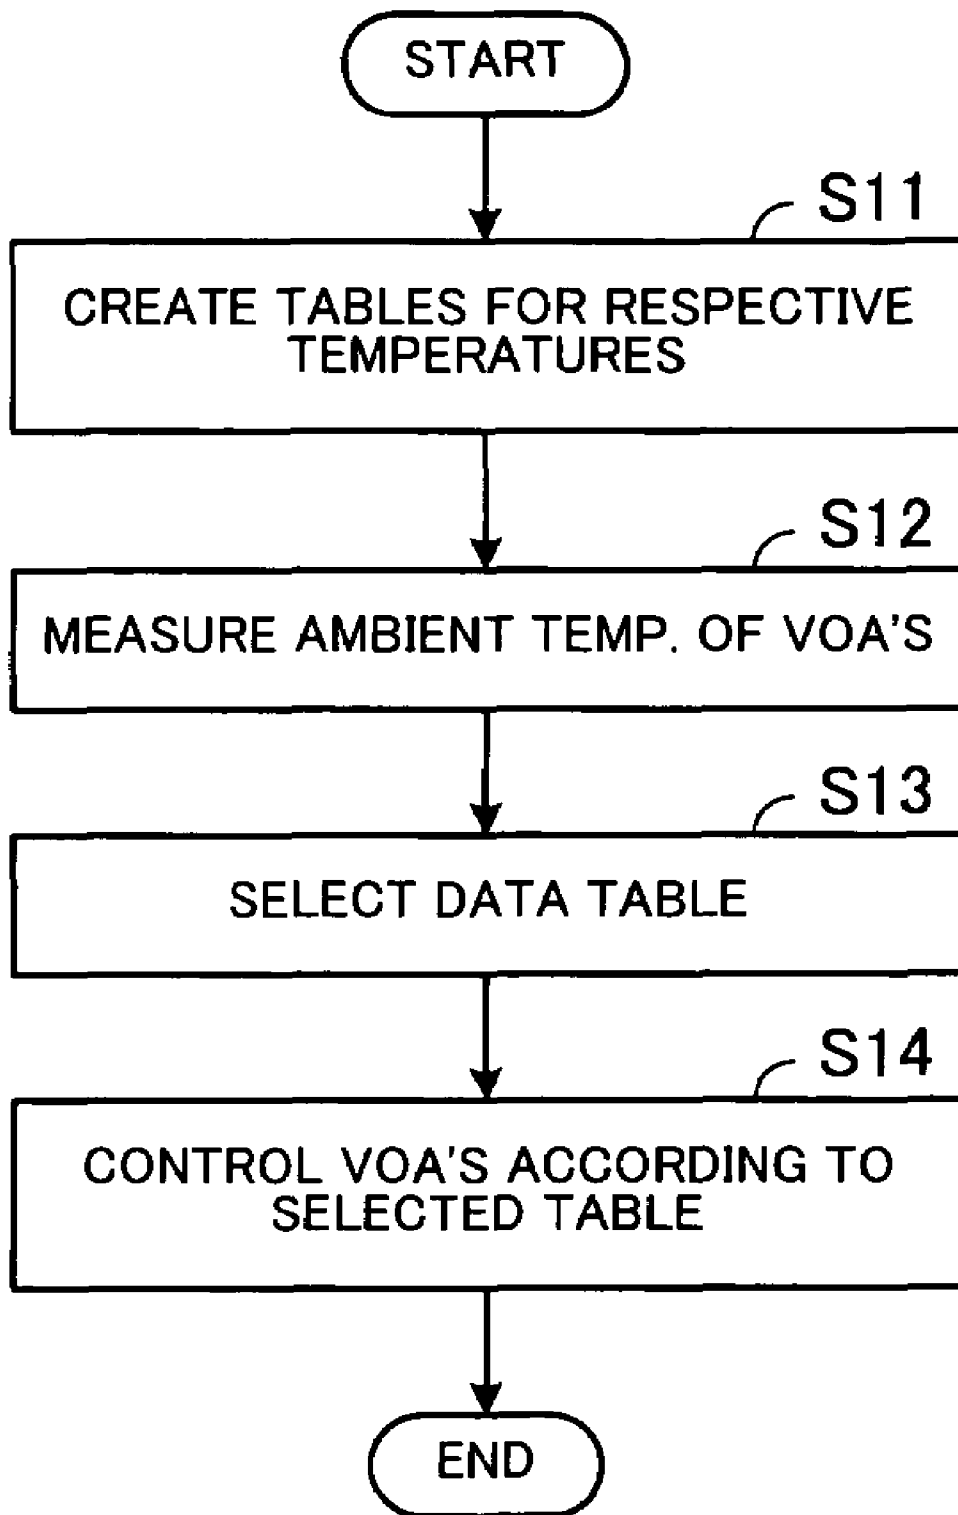 START
S11
CREATE TABLES FOR RESPECTIVE
TEMPERATURES
S12
MEASURE AMBIENT TEMP. OF VOA'S
S13
SELECT DATA TABLE
S14
CONTROL VOA'S ACCORDING TO
SELECTED TABLE
END